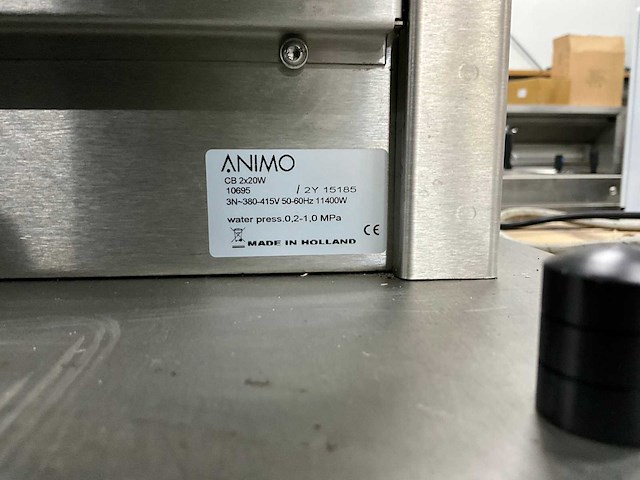 ANIMO
CB 2x20W
10695 / 2Y 15185
3N~380-415V 50-60Hz 11400W
water press.0,2-1,0 MPa
CE
MADE IN HOLLAND